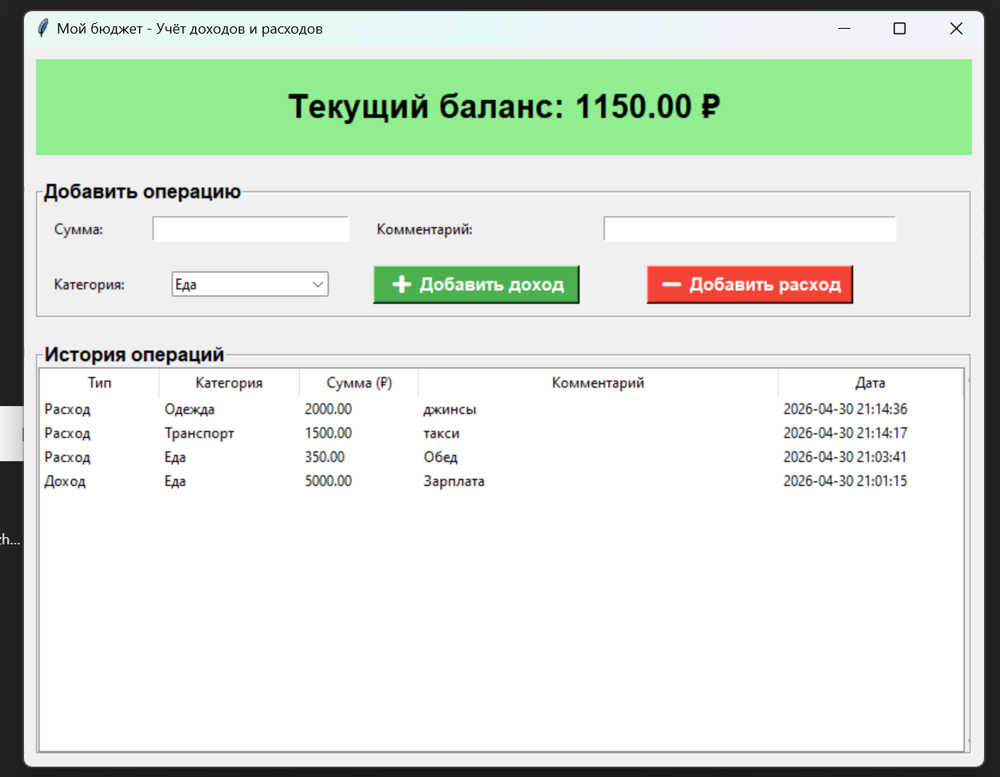 Мой бюджет - Учёт доходов и расходов
Текущий баланс: 1150.00 ₽
Добавить операцию
Сумма: Комментарий:
Категория: Еда + Добавить доход − Добавить расход
История операций
Тип Категория Сумма (₽) Комментарий Дата
Расход Одежда 2000.00 джинсы 2026-04-30 21:14:36
Расход Транспорт 1500.00 такси 2026-04-30 21:14:17
Расход Еда 350.00 Обед 2026-04-30 21:03:41
Доход Еда 5000.00 Зарплата 2026-04-30 21:01:15